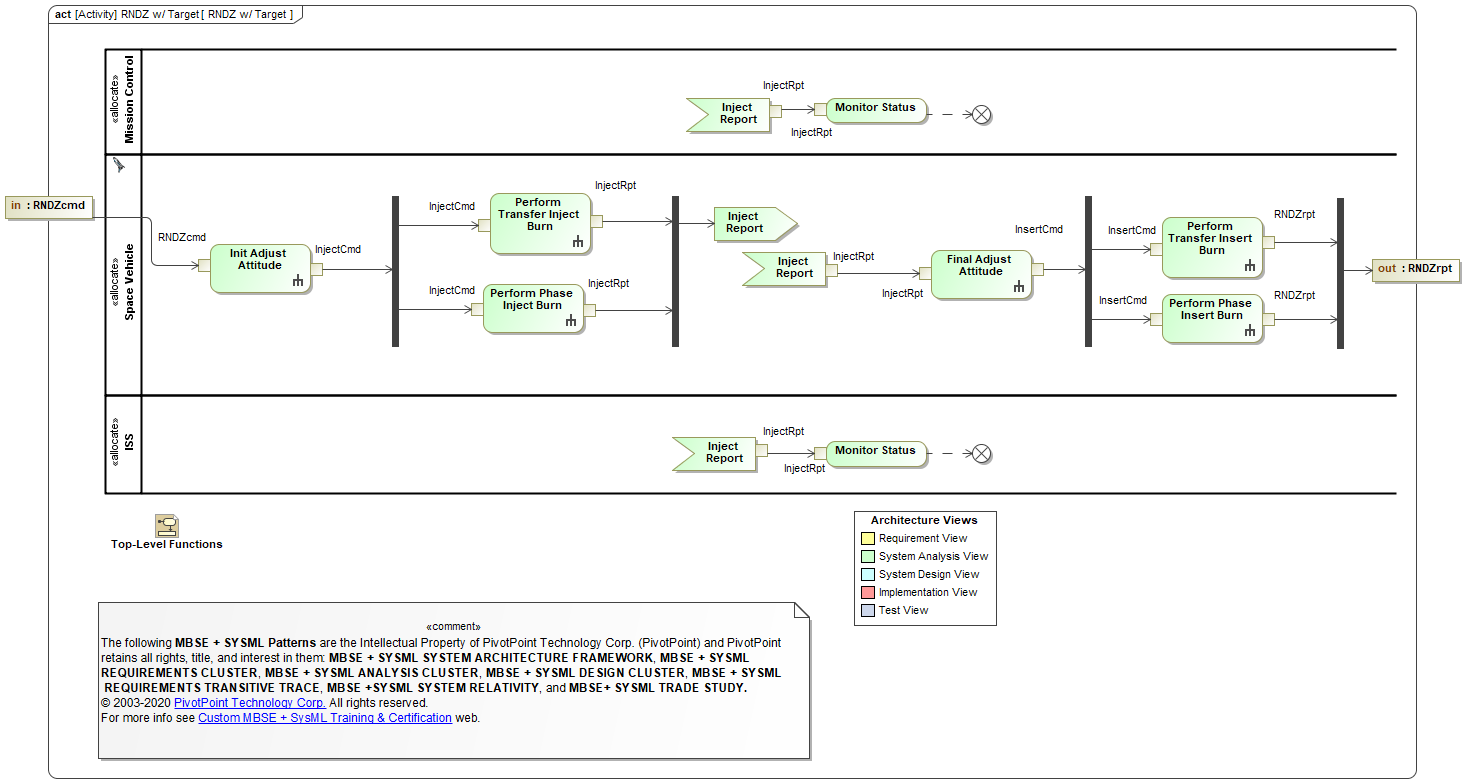 act [Activity] RNDZ w/ Target [ RNDZ w/ Target ]
«allocate»
Mission Control
InjectRpt
Inject
Report
InjectRpt
Monitor Status
in : RNDZcmd
«allocate»
Space Vehicle
RNDZcmd
Init Adjust
Attitude
InjectCmd
InjectCmd
Perform
Transfer Inject
Burn
InjectRpt
InjectCmd
Perform Phase
Inject Burn
InjectRpt
Inject
Report
Inject
Report
InjectRpt
InjectRpt
Final Adjust
Attitude
InsertCmd
InsertCmd
Perform
Transfer Insert
Burn
RNDZrpt
InsertCmd
Perform Phase
Insert Burn
RNDZrpt
out : RNDZrpt
«allocate»
ISS
InjectRpt
Inject
Report
InjectRpt
Monitor Status
Top-Level Functions
Architecture Views
Requirement View
System Analysis View
System Design View
Implementation View
Test View
«comment»
The following MBSE + SYSML Patterns are the Intellectual Property of PivotPoint Technology Corp. (PivotPoint) and PivotPoint
retains all rights, title, and interest in them: MBSE + SYSML SYSTEM ARCHITECTURE FRAMEWORK, MBSE + SYSML
REQUIREMENTS CLUSTER, MBSE + SYSML ANALYSIS CLUSTER, MBSE + SYSML DESIGN CLUSTER, MBSE + SYSML
REQUIREMENTS TRANSITIVE TRACE, MBSE +SYSML SYSTEM RELATIVITY, and MBSE+ SYSML TRADE STUDY.
© 2003-2020 PivotPoint Technology Corp. All rights reserved.
For more info see Custom MBSE + SysML Training & Certification web.